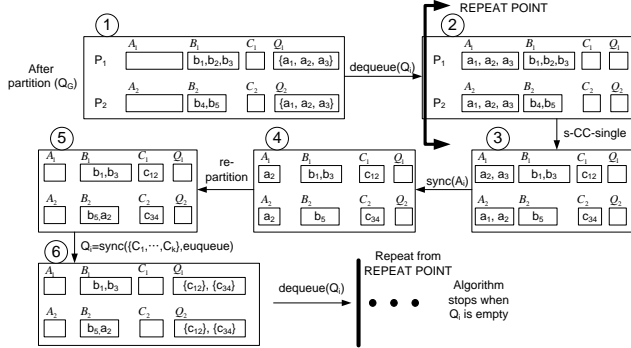 REPEAT POINT
1
2
After partition (Q_G)
A_1 B_1 C_1 Q_1
P_1 b_1,b_2,b_3 {a_1, a_2, a_3}
A_2 B_2 C_2 Q_2
P_2 b_4,b_5 {a_1, a_2, a_3}
dequeue(Q_i)
A_1 B_1 C_1 Q_1
P_1 a_1, a_2, a_3 b_1,b_2,b_3
A_2 B_2 C_2 Q_2
P_2 a_1, a_2, a_3 b_4,b_5
s-CC-single
3
A_1 B_1 C_1 Q_1
a_2, a_3 b_1,b_3 c_12
A_2 B_2 C_2 Q_2
a_1, a_2 b_5 c_34
sync(A_i)
4
A_1 B_1 C_1 Q_1
a_2 b_1,b_3 c_12
A_2 B_2 C_2 Q_2
a_2 b_5 c_34
re-
partition
5
A_1 B_1 C_1 Q_1
b_1,b_3 c_12
A_2 B_2 C_2 Q_2
b_5,a_2 c_34
Q_i=sync({C_1,⋯,C_k},euqueue)
6
A_1 B_1 C_1 Q_1
b_1,b_3 {c_12}, {c_34}
A_2 B_2 C_2 Q_2
b_5,a_2 {c_12}, {c_34}
dequeue(Q_i)
Repeat from
REPEAT POINT
Algorithm
stops when
Q_i is empty